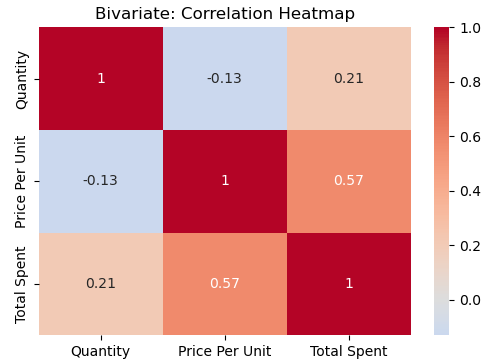 Bivariate: Correlation Heatmap
Quantity
1
-0.13
0.21
Price Per Unit
-0.13
1
0.57
Total Spent
0.21
0.57
1
Quantity
Price Per Unit
Total Spent
1.0
0.8
0.6
0.4
0.2
0.0